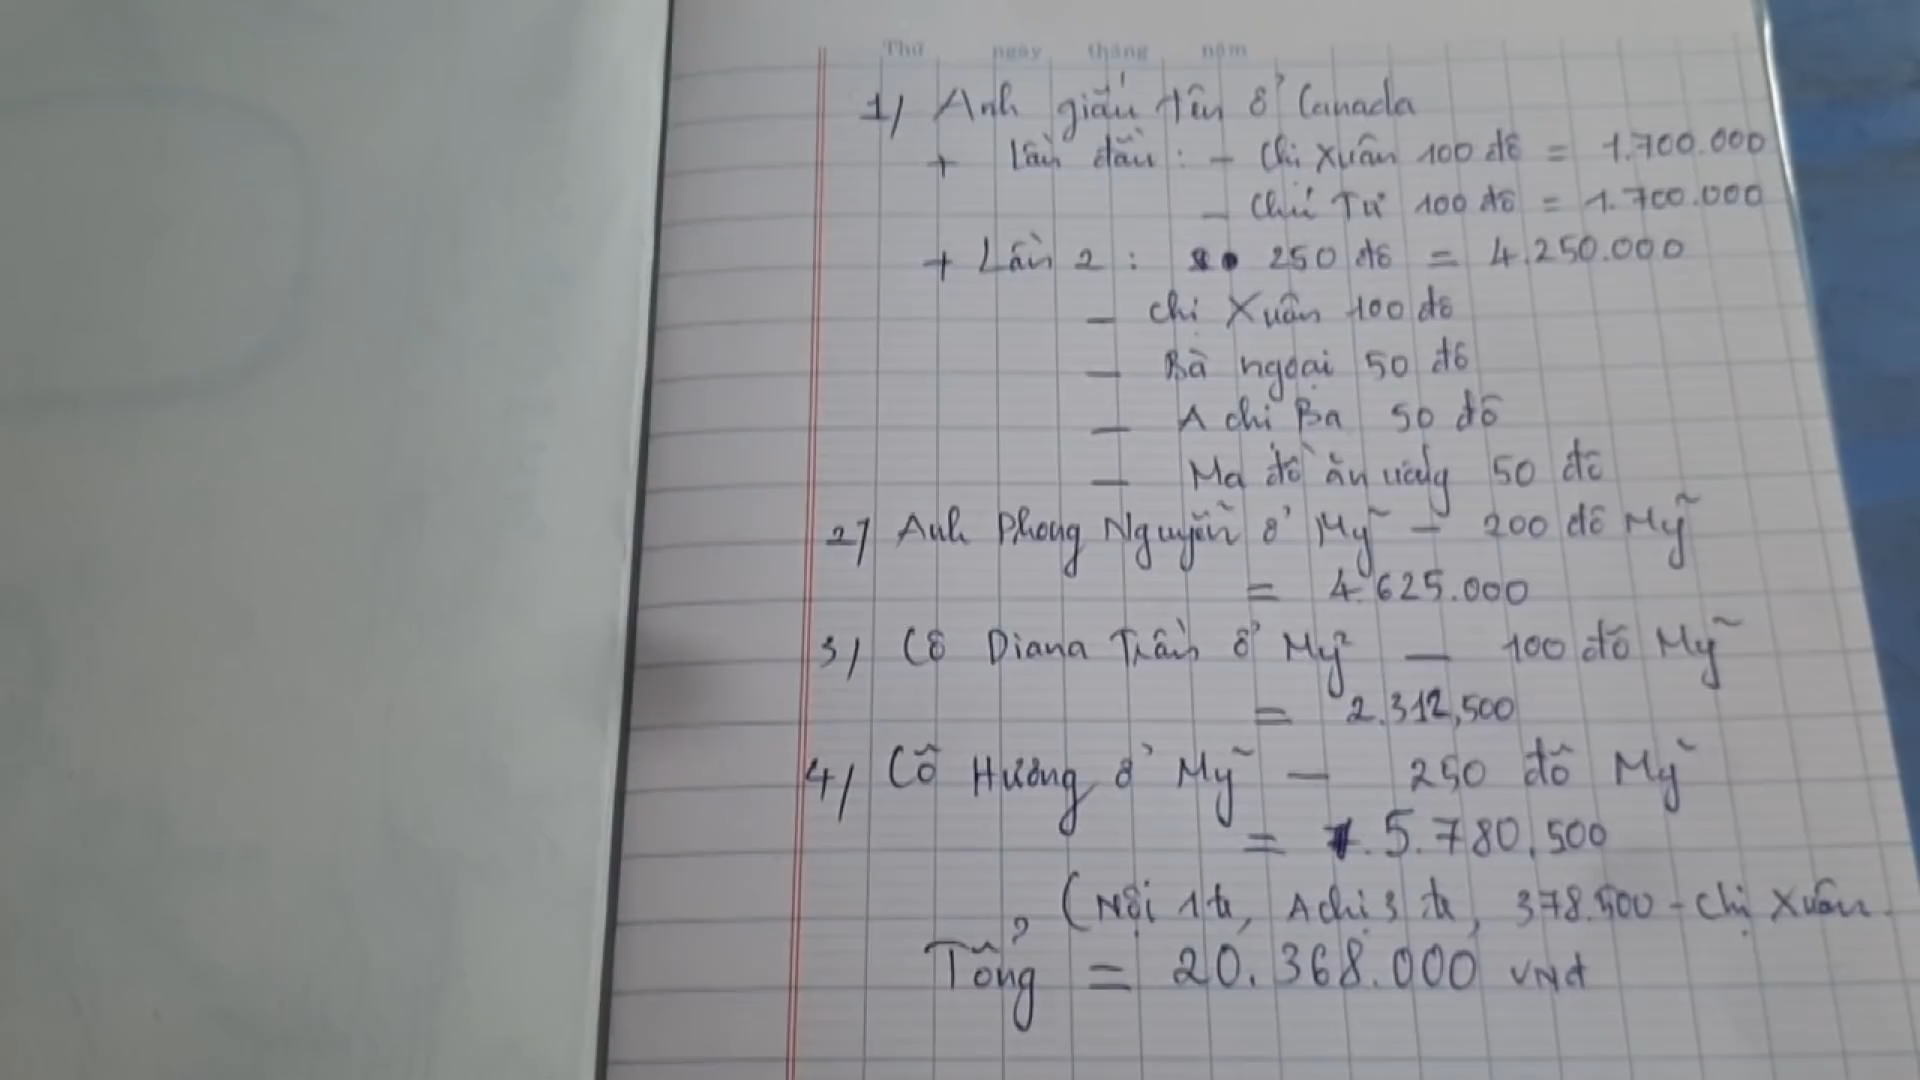 Thứ ngày tháng năm
1/ Anh giấu tên ở Canada
+ Lần đầu : - Chị Xuân 100 đô = 1.700.000
- Chú Tư 100 đô = 1.700.000
+ Lần 2 : 250 đô = 4.250.000
- Chị Xuân 100 đô
- Bà ngoại 50 đô
- A chị Ba 50 đô
- Ma đồ ăn uống 50 đô
2/ Anh Phong Nguyễn ở Mỹ - 200 đô Mỹ
= 4.625.000
3/ Cô Diana Trần ở Mỹ - 100 đô Mỹ
= 2.312,500
4/ Cô Hương ở Mỹ - 250 đô Mỹ
= 5.780,500
(Nội 1tr, A chị 3 tr, 378.500 - Chị Xuân
Tổng = 20.368.000 vnđ